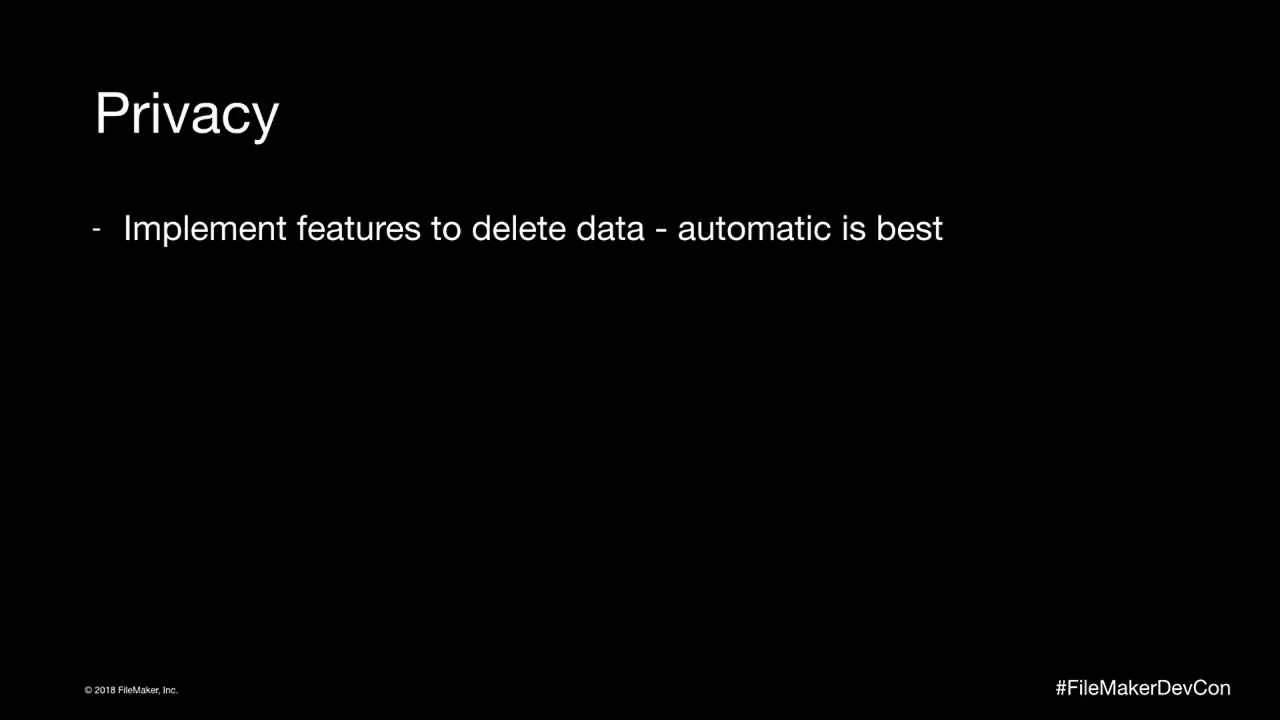 Privacy
- Implement features to delete data - automatic is best
© 2018 FileMaker, Inc.
#FileMakerDevCon